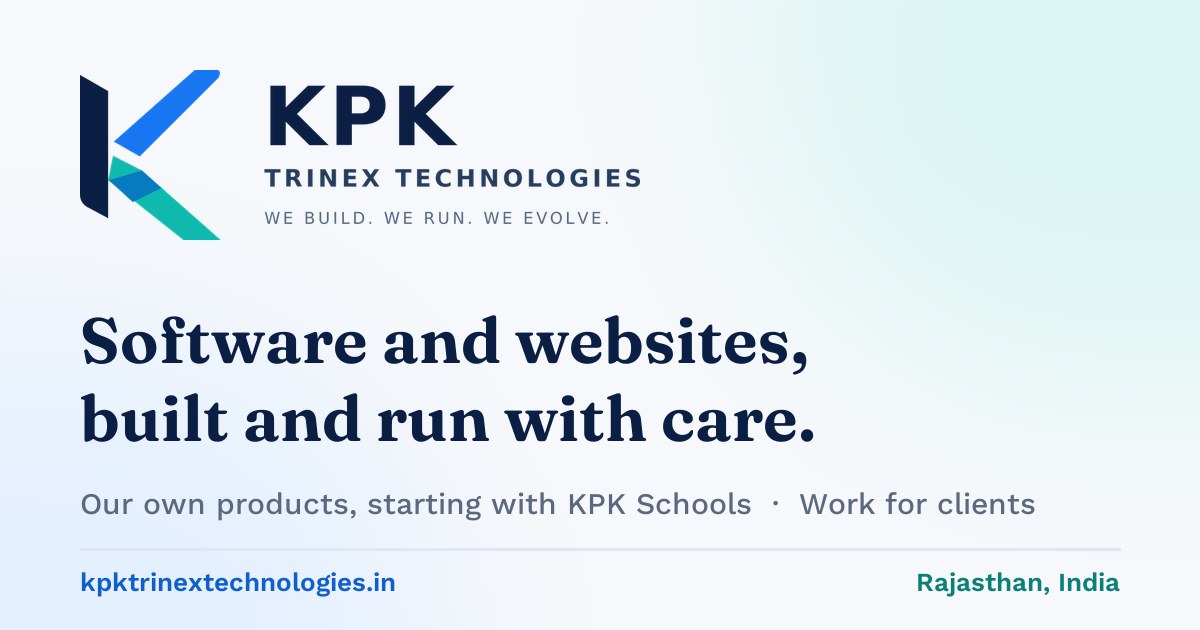 KPK
TRINEX TECHNOLOGIES
WE BUILD. WE RUN. WE EVOLVE.
Software and websites,
built and run with care.
Our own products, starting with KPK Schools · Work for clients
kpktrinextechnologies.in
Rajasthan, India